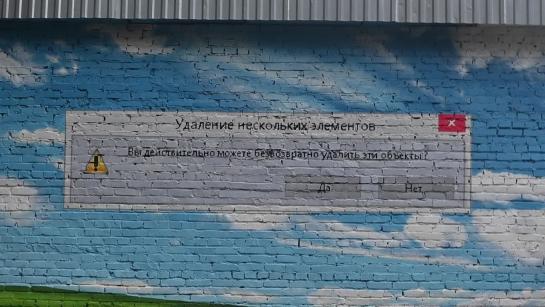 Удаление нескольких элементов
Вы действительно можете безвозвратно удалить эти объекты?
Да
Нет